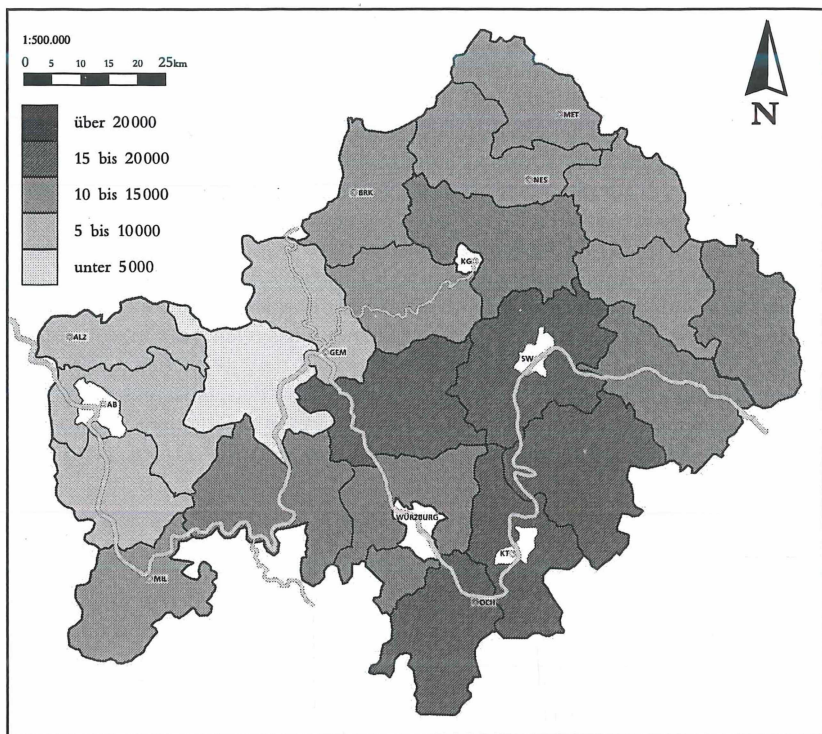 1:500.000
0 5 10 15 20 25km
N
über 20000
15 bis 20000
10 bis 15000
5 bis 10000
unter 5000
MET
NES
BRK
KG
ALZ
GEM
SW
AB
WÜRZBURG
KT
MIL
OCH